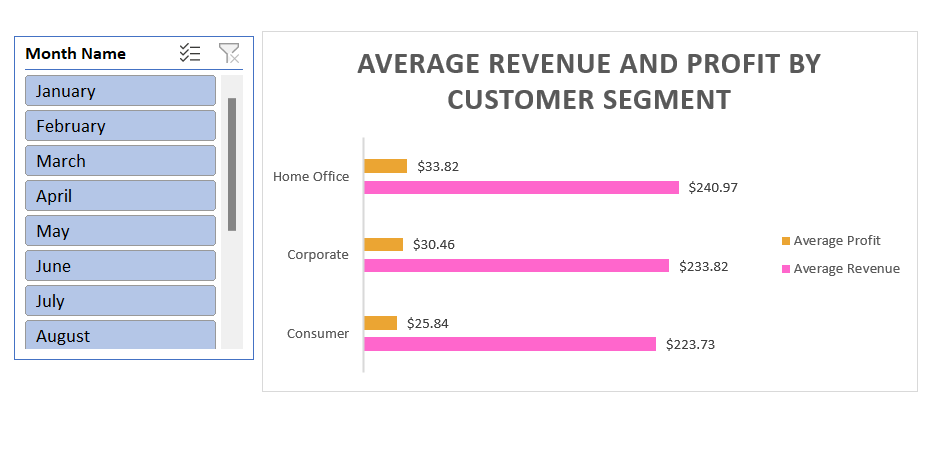 Month Name
January
February
March
April
May
June
July
August
AVERAGE REVENUE AND PROFIT BY
CUSTOMER SEGMENT
Home Office
$33.82
$240.97
Corporate
$30.46
$233.82
Consumer
$25.84
$223.73
Average Profit
Average Revenue